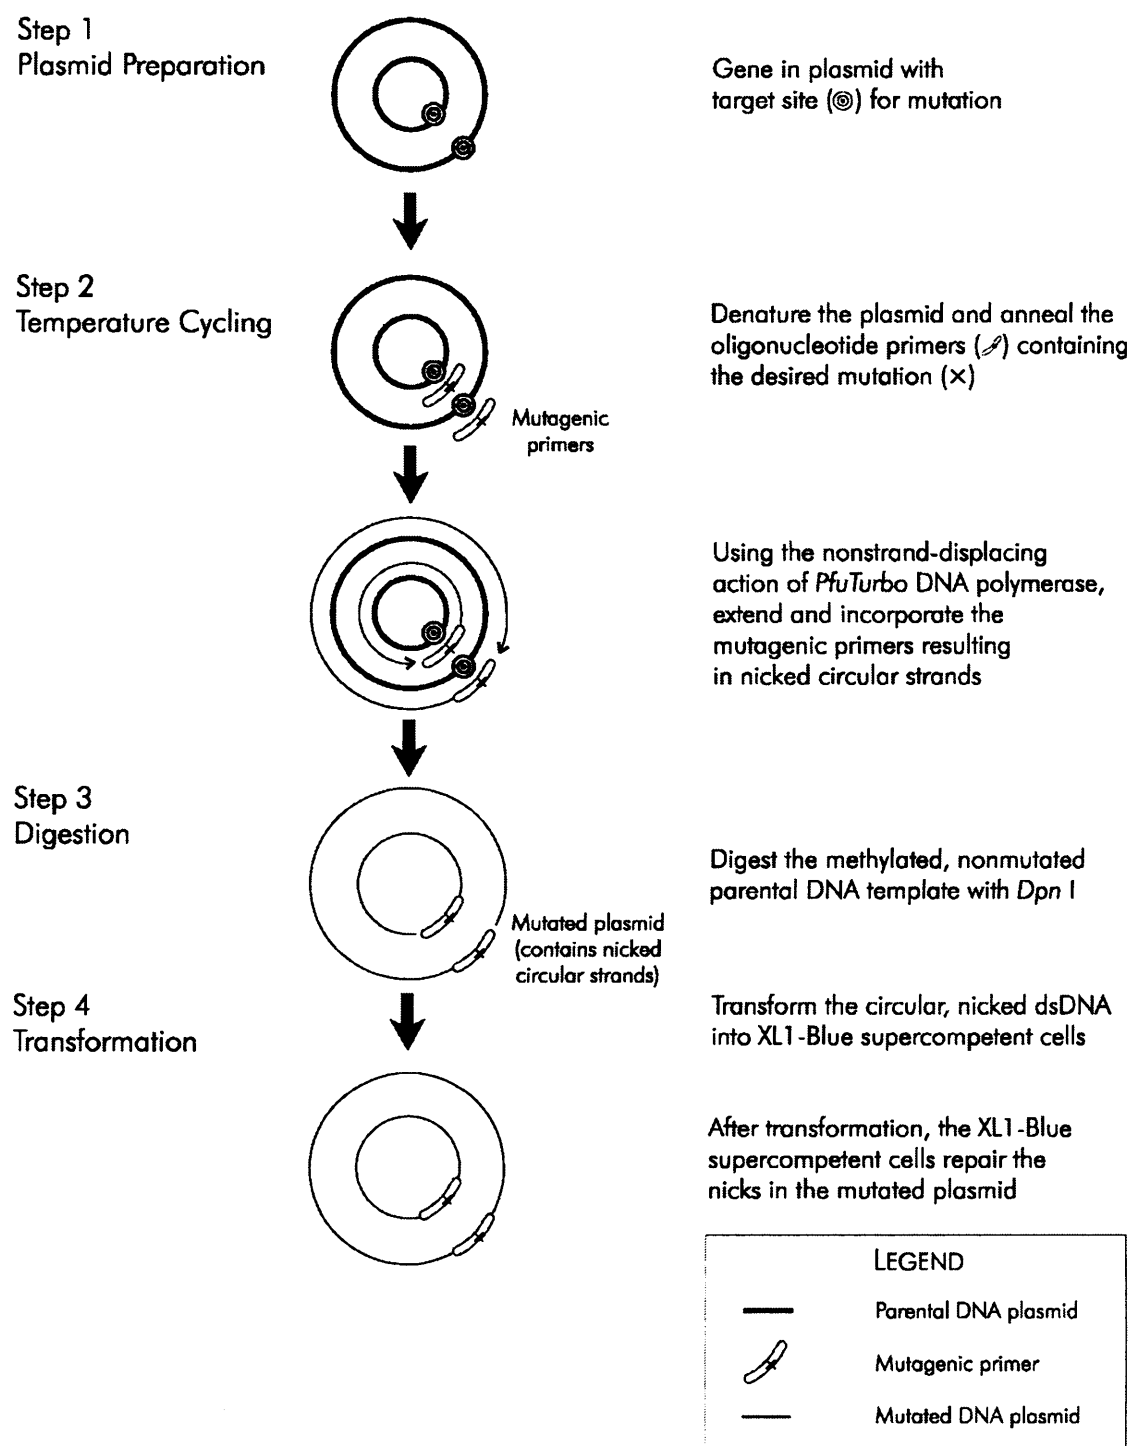 Step 1
Plasmid Preparation
Gene in plasmid with
target site (◎) for mutation
Step 2
Temperature Cycling
Denature the plasmid and anneal the
oligonucleotide primers ( ) containing
the desired mutation (×)
Mutagenic
primers
Using the nonstrand-displacing
action of PfuTurbo DNA polymerase,
extend and incorporate the
mutagenic primers resulting
in nicked circular strands
Step 3
Digestion
Digest the methylated, nonmutated
parental DNA template with Dpn I
Mutated plasmid
(contains nicked
circular strands)
Step 4
Transformation
Transform the circular, nicked dsDNA
into XL1-Blue supercompetent cells
After transformation, the XL1-Blue
supercompetent cells repair the
nicks in the mutated plasmid
LEGEND
Parental DNA plasmid
Mutagenic primer
Mutated DNA plasmid